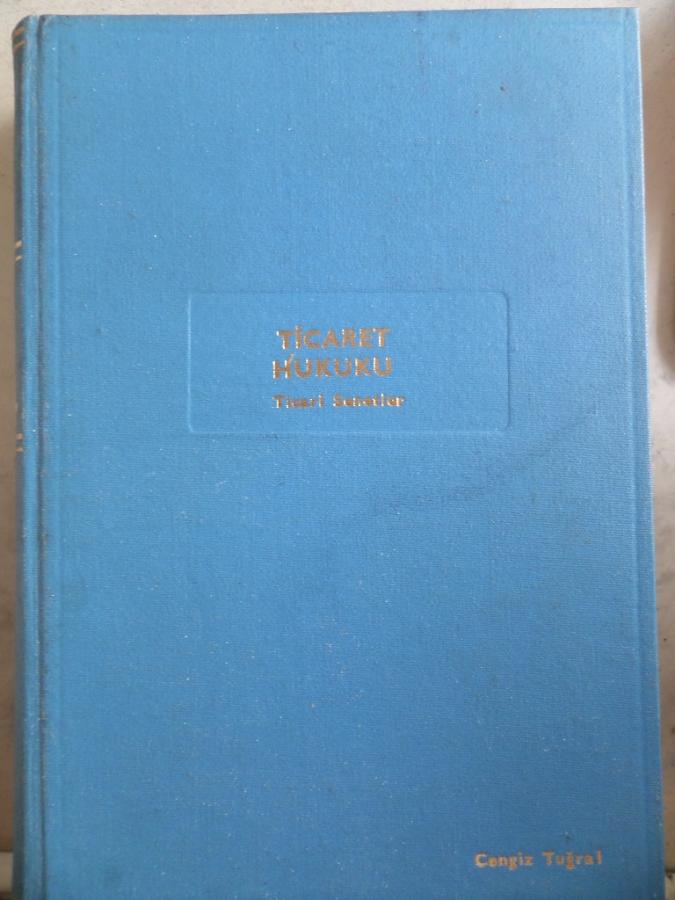 TİCARET
HUKUKU
Ticari Senetler
Cengiz Tuğral